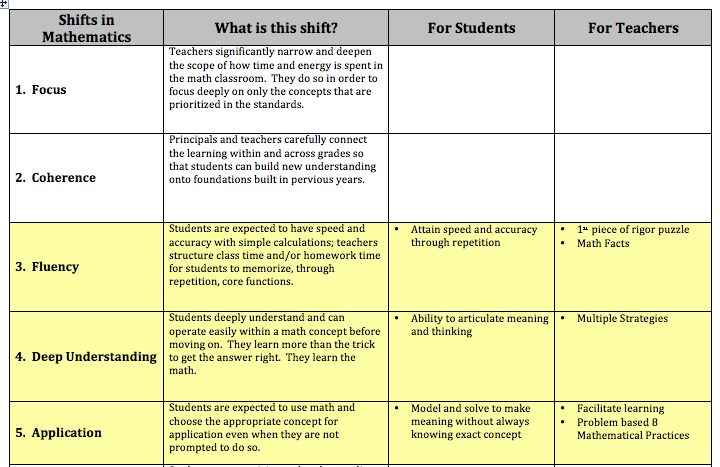 Shifts in
Mathematics
What is this shift?
For Students
For Teachers
1. Focus
Teachers significantly narrow and deepen
the scope of how time and energy is spent in
the math classroom. They do so in order to
focus deeply on only the concepts that are
prioritized in the standards.
2. Coherence
Principals and teachers carefully connect
the learning within and across grades so
that students can build new understanding
onto foundations built in pervious years.
3. Fluency
Students are expected to have speed and
accuracy with simple calculations; teachers
structure class time and/or homework time
for students to memorize, through
repetition, core functions.
• Attain speed and accuracy
through repetition
• 1st piece of rigor puzzle
• Math Facts
4. Deep Understanding
Students deeply understand and can
operate easily within a math concept before
moving on. They learn more than the trick
to get the answer right. They learn the
math.
• Ability to articulate meaning
and thinking
• Multiple Strategies
5. Application
Students are expected to use math and
choose the appropriate concept for
application even when they are not
prompted to do so.
• Model and solve to make
meaning without always
knowing exact concept
• Facilitate learning
• Problem based 8
Mathematical Practices